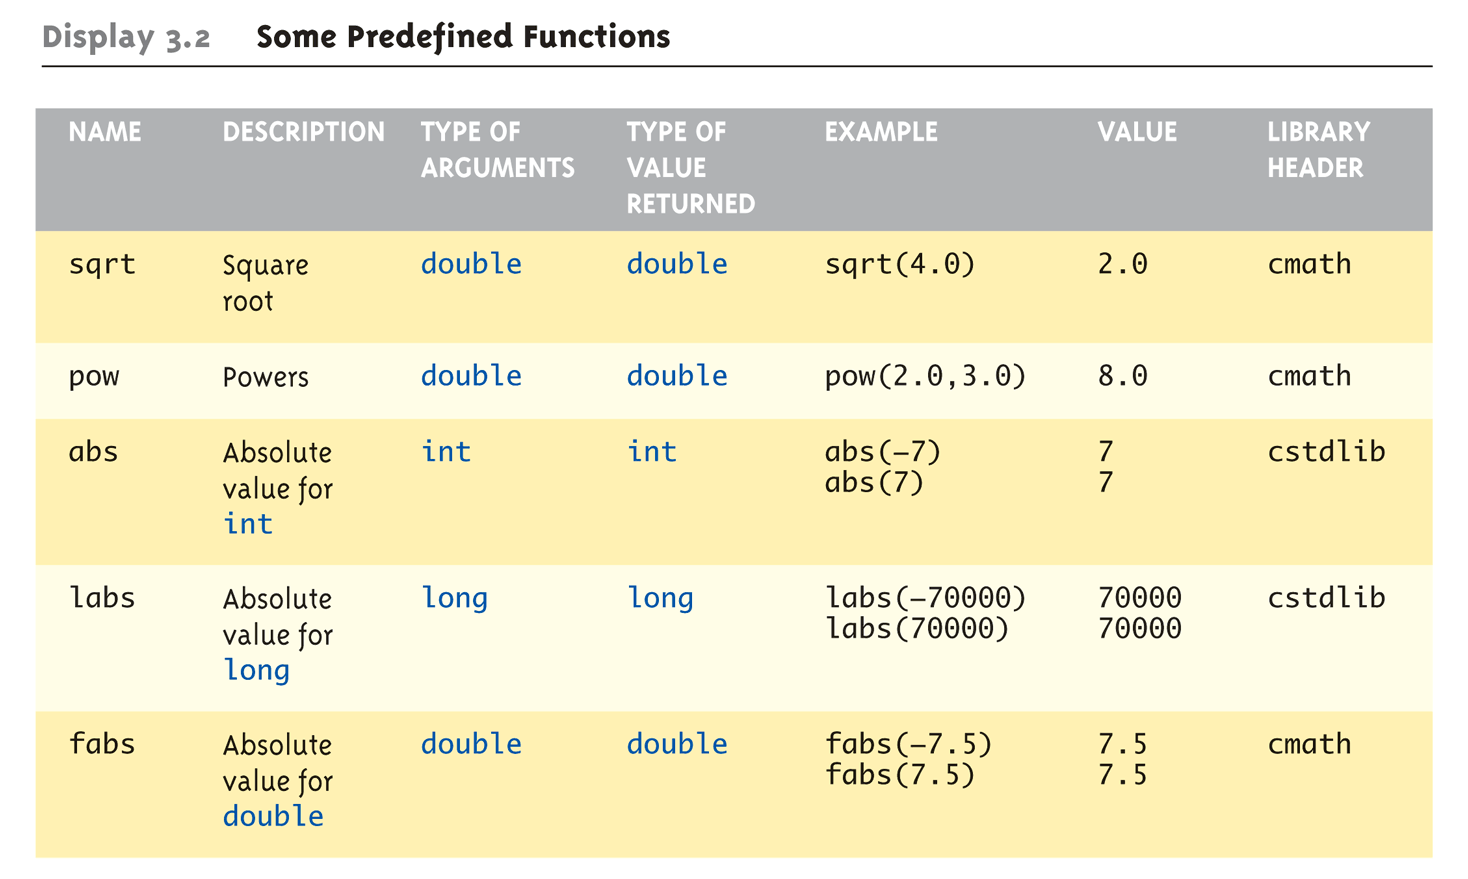 Display 3.2 Some Predefined Functions
NAME DESCRIPTION TYPE OF TYPE OF EXAMPLE VALUE LIBRARY
ARGUMENTS VALUE HEADER
RETURNED
sqrt Square double double sqrt(4.0) 2.0 cmath
root
pow Powers double double pow(2.0,3.0) 8.0 cmath
abs Absolute int int abs(–7) 7 cstdlib
value for abs(7) 7
int
labs Absolute long long labs(–70000) 70000 cstdlib
value for labs(70000) 70000
long
fabs Absolute double double fabs(–7.5) 7.5 cmath
value for fabs(7.5) 7.5
double